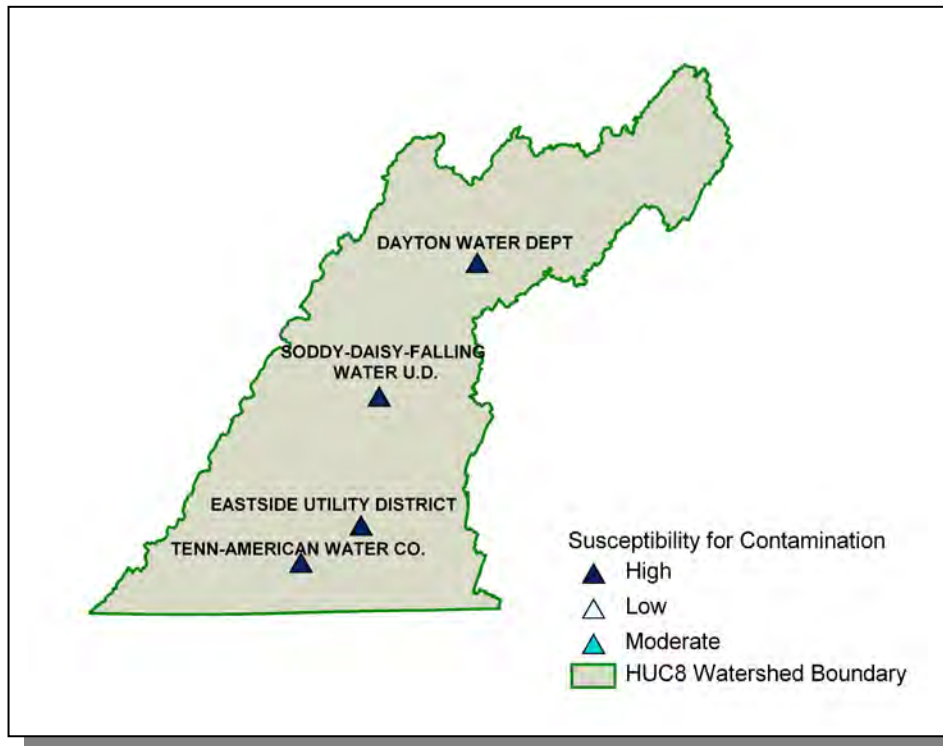 DAYTON WATER DEPT
SODDY-DAISY-FALLING
WATER U.D.
EASTSIDE UTILITY DISTRICT
TENN-AMERICAN WATER CO.
Susceptibility for Contamination
High
Low
Moderate
HUC8 Watershed Boundary